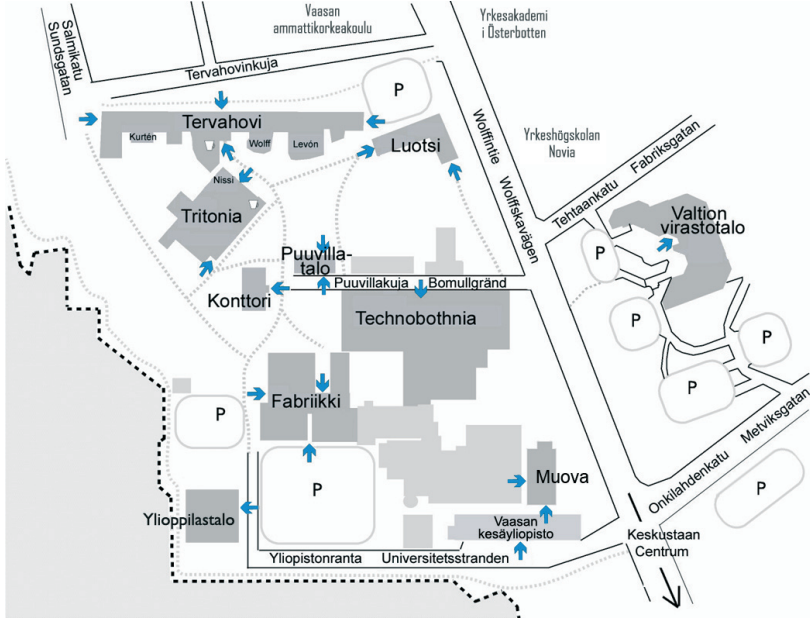 Vaasan
ammattikorkeakoulu
Yrkesakademi
i Österbotten
Salmikatu
Sundsgatan
Tervahovinkuja
P
Tervahovi
Kurtén
Wolff
Levón
Luotsi
Wolffintie
Wolffskavägen
Yrkeshögskolan
Novia
Tehtaankatu
Fabriksgatan
Nissi
Tritonia
Valtion
virastotalo
Puuvilla-
talo
P
Konttori
Puuvillakuja Bomullgränd
Technobothnia
P
P
P
Fabriikki
P
Metviksgatan
Onkilahdenkatu
Muova
P
P
Ylioppilastalo
Vaasan
kesäyliopisto
Keskustaan
Centrum
Yliopistonranta Universitetsstranden